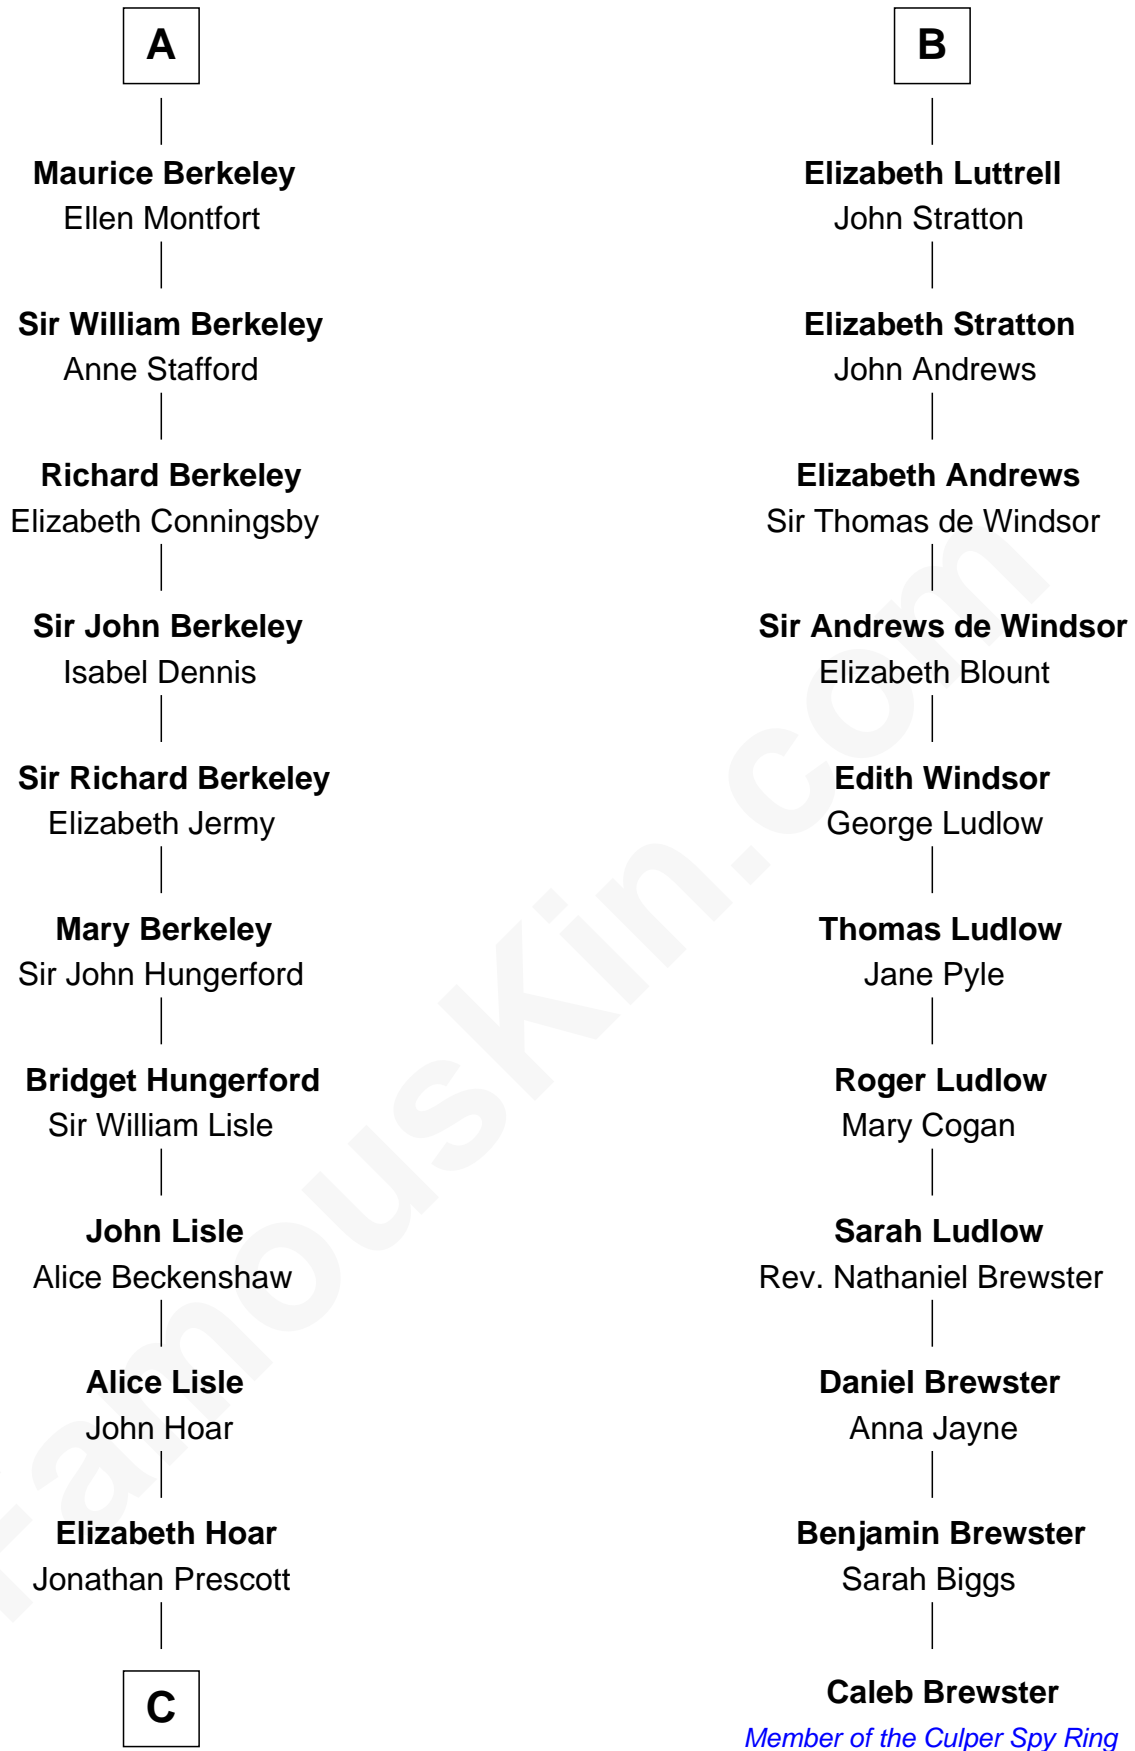 A
Maurice Berkeley
Ellen Montfort
Sir William Berkeley
Anne Stafford
Richard Berkeley
Elizabeth Conningsby
Sir John Berkeley
Isabel Dennis
Sir Richard Berkeley
Elizabeth Jermy
Mary Berkeley
Sir John Hungerford
Bridget Hungerford
Sir William Lisle
John Lisle
Alice Beckenshaw
Alice Lisle
John Hoar
Elizabeth Hoar
Jonathan Prescott
C
B
Elizabeth Luttrell
John Stratton
Elizabeth Stratton
John Andrews
Elizabeth Andrews
Sir Thomas de Windsor
Sir Andrews de Windsor
Elizabeth Blount
Edith Windsor
George Ludlow
Thomas Ludlow
Jane Pyle
Roger Ludlow
Mary Cogan
Sarah Ludlow
Rev. Nathaniel Brewster
Daniel Brewster
Anna Jayne
Benjamin Brewster
Sarah Biggs
Caleb Brewster
Member of the Culper Spy Ring
FamousKin.com